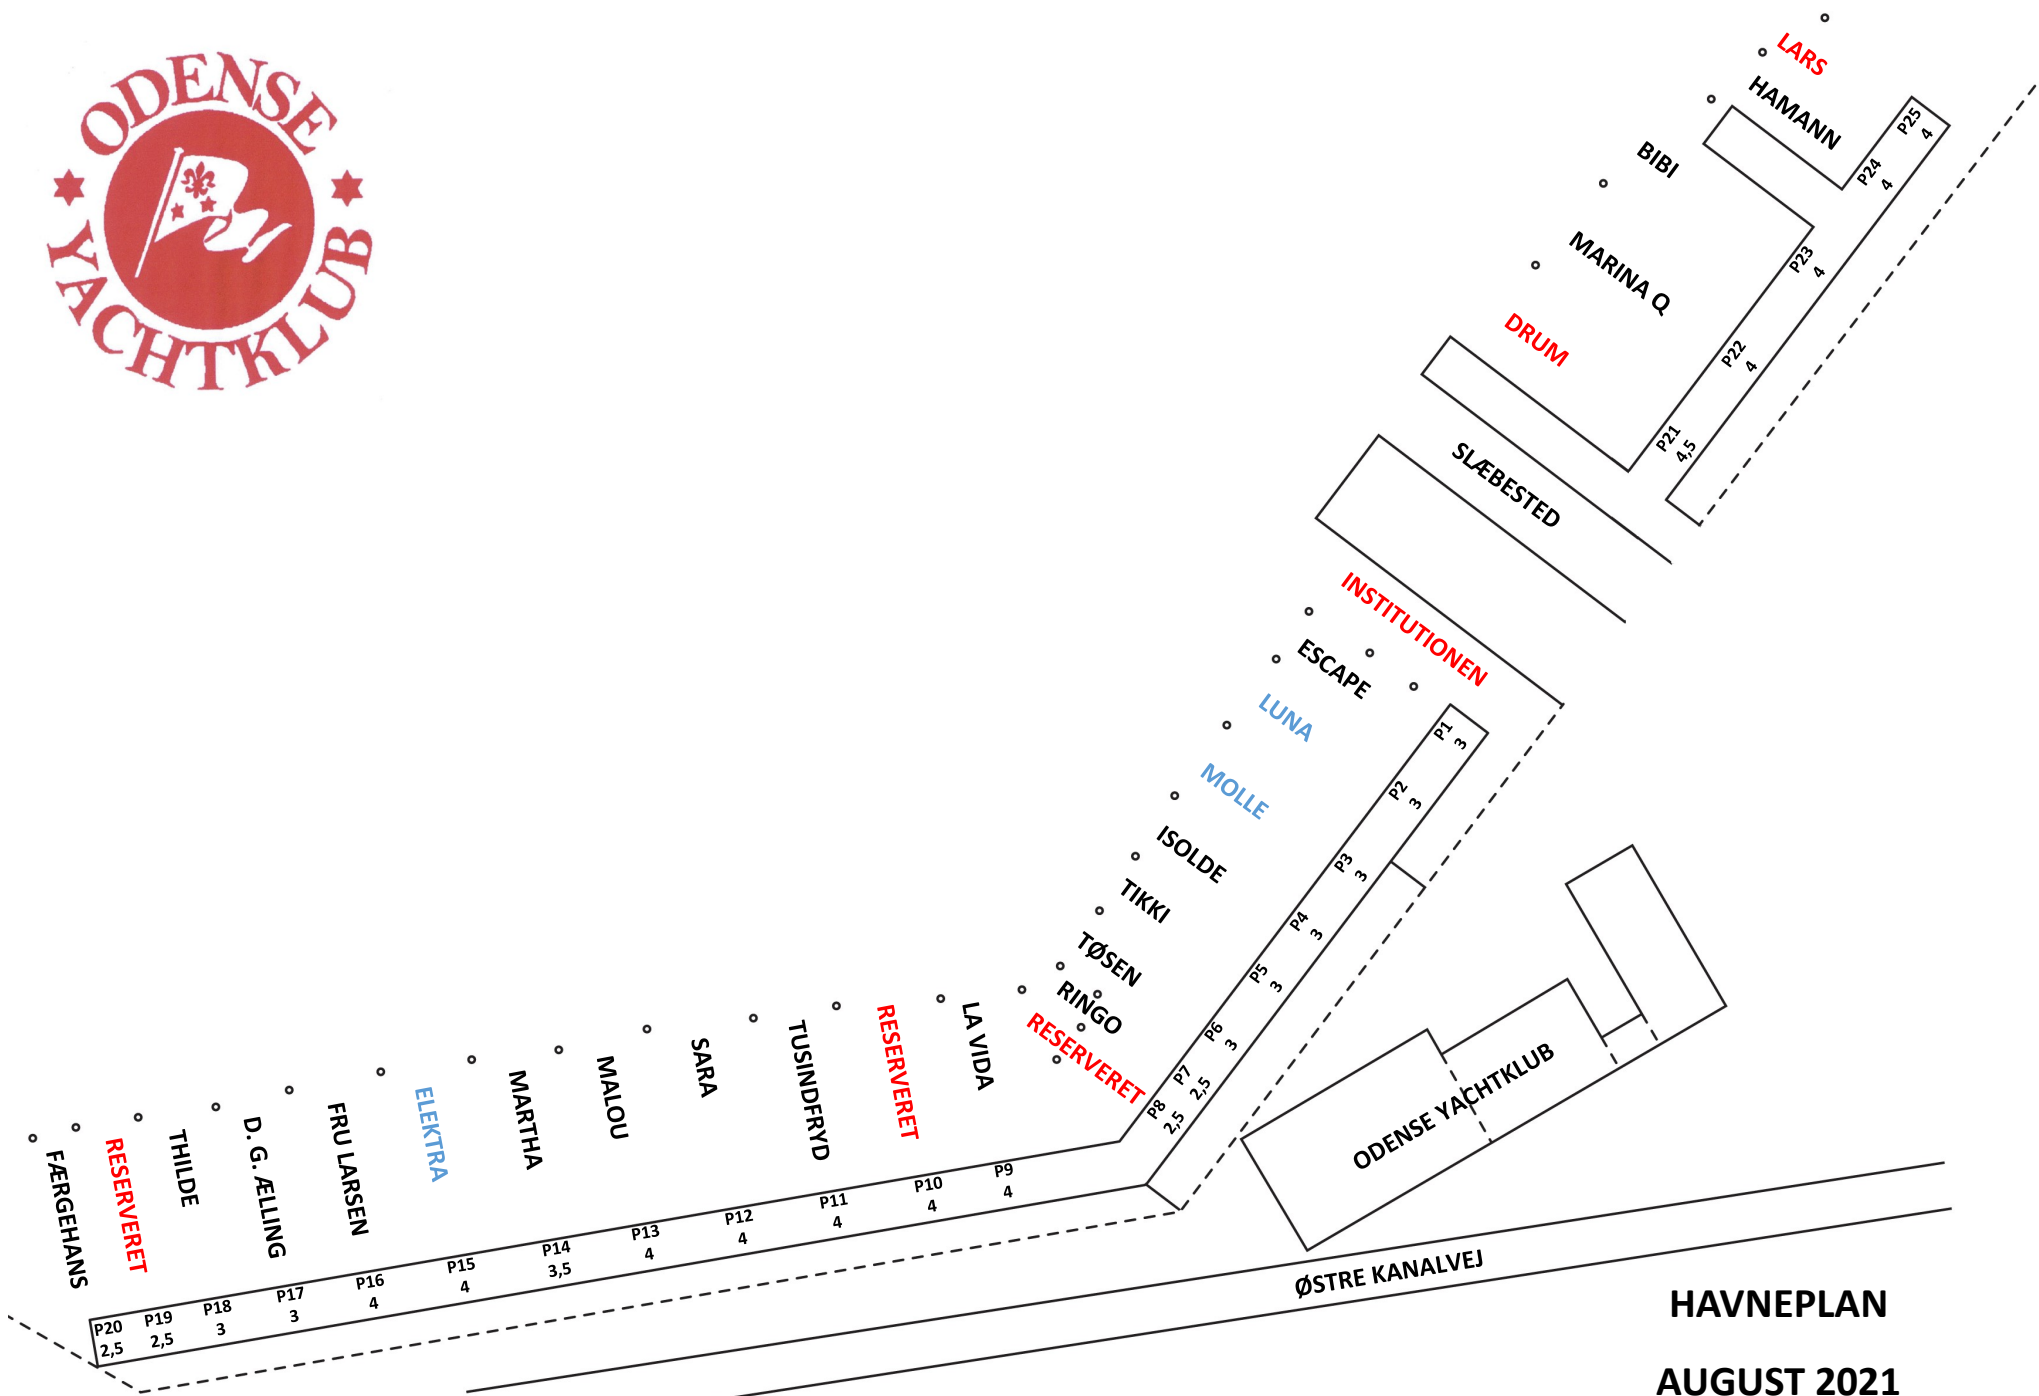 ODENSE
YACHTKLUB
LARS
HAMANN
BIBI
MARINA Q
DRUM
P25
4
P24
4
P23
4
P22
4
P21
4,5
SLÆBESTED
INSTITUTIONEN
ESCAPE
LUNA
MOLLE
ISOLDE
TIKKI
TØSEN
RINGO
RESERVERET
P1
3
P2
3
P3
3
P4
3
P5
3
P6
3
P7
2,5
P8
2,5
LA VIDA
RESERVERET
TUSINDFRYD
SARA
MALOU
MARTHA
ELEKTRA
FRU LARSEN
D. G. ÆLLING
THILDE
RESERVERET
FÆRGEHANS
P9
4
P10
4
P11
4
P12
4
P13
4
P14
3,5
P15
4
P16
4
P17
3
P18
3
P19
2,5
P20
2,5
ODENSE YACHTKLUB
ØSTRE KANALVEJ
HAVNEPLAN
AUGUST 2021